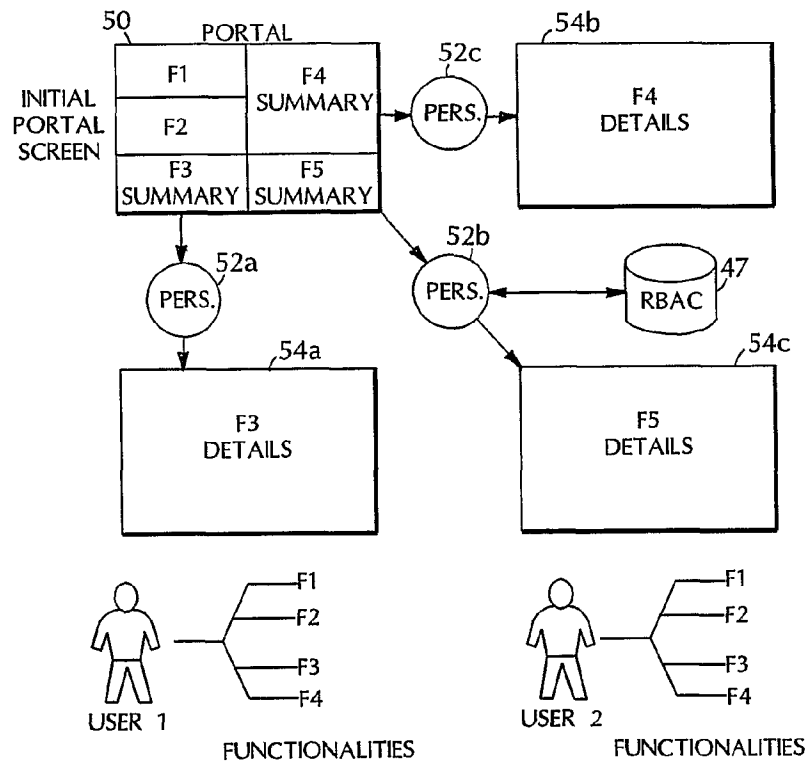 50
PORTAL
INITIAL
PORTAL
SCREEN
F1
F2
F3
SUMMARY
F4
SUMMARY
F5
SUMMARY
52c
PERS.
54b
F4
DETAILS
52a
PERS.
52b
PERS.
RBAC
47
54a
F3
DETAILS
54c
F5
DETAILS
F1
F2
F3
F4
USER 1
FUNCTIONALITIES
F1
F2
F3
F4
USER 2
FUNCTIONALITIES